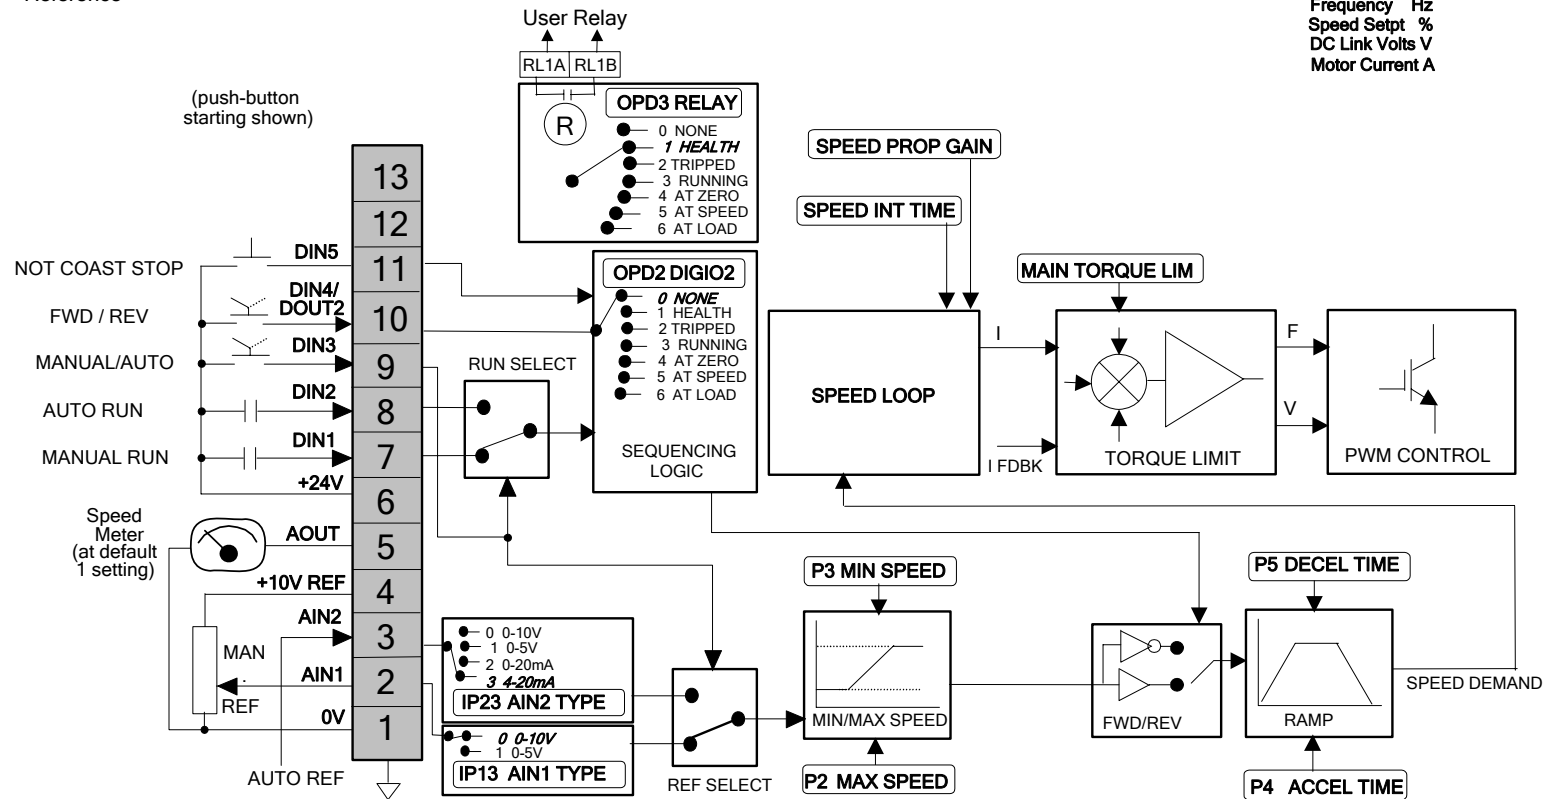 Reference
Frequency Hz
Speed Setpt %
DC Link Volts V
Motor Current A
User Relay
RL1A RL1B
(push-button
starting shown)
R
OPD3 RELAY
0 NONE
1 HEALTH
2 TRIPPED
3 RUNNING
4 AT ZERO
5 AT SPEED
6 AT LOAD
SPEED PROP GAIN
SPEED INT TIME
MAIN TORQUE LIM
13
12
11
10
9
8
7
6
5
4
3
2
1
NOT COAST STOP
DIN5
FWD / REV
DIN4/
DOUT2
MANUAL/AUTO
DIN3
AUTO RUN
DIN2
MANUAL RUN
DIN1
+24V
Speed
Meter
(at default
1 setting)
AOUT
+10V REF
AIN2
MAN
REF
AIN1
0V
AUTO REF
RUN SELECT
OPD2 DIGIO2
0 NONE
1 HEALTH
2 TRIPPED
3 RUNNING
4 AT ZERO
5 AT SPEED
6 AT LOAD
SEQUENCING
LOGIC
SPEED LOOP
I
I FDBK
TORQUE LIMIT
F
V
PWM CONTROL
0 0-10V
1 0-5V
2 0-20mA
3 4-20mA
IP23 AIN2 TYPE
0 0-10V
1 0-5V
IP13 AIN1 TYPE
REF SELECT
P3 MIN SPEED
MIN/MAX SPEED
P2 MAX SPEED
FWD/REV
P5 DECEL TIME
RAMP
P4 ACCEL TIME
SPEED DEMAND